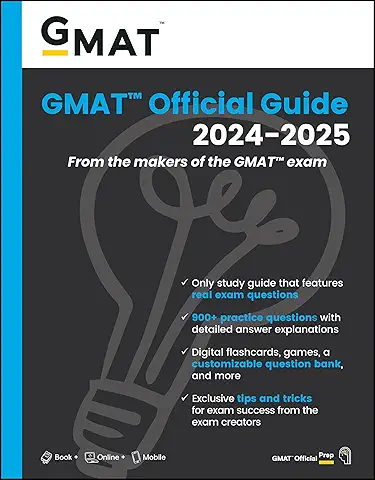 GMAT™
GMAT™ Official Guide
2024–2025
From the makers of the GMAT™ exam
✓ Only study guide that features
real exam questions
✓ 900+ practice questions with
detailed answer explanations
✓ Digital flashcards, games, a
customizable question bank,
and more
✓ Exclusive tips and tricks
for exam success from the
exam creators
Book + Online + Mobile
GMAT™ Official Prep